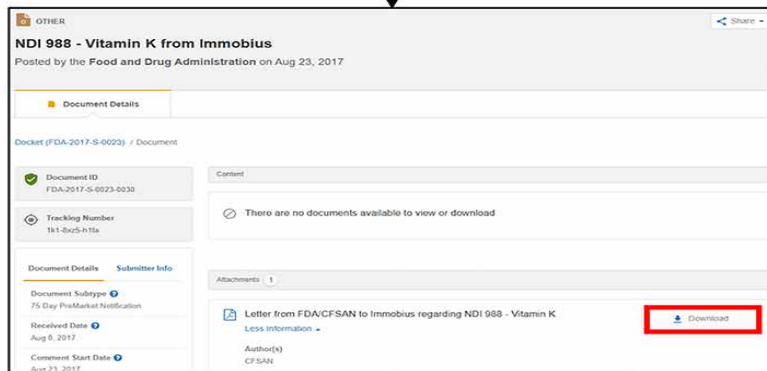 OTHER
Share
NDI 988 - Vitamin K from Immobius
Posted by the Food and Drug Administration on Aug 23, 2017
Document Details
Docket (FDA-2017-S-0023) / Document
Document ID
FDA-2017-S-0023-0030
Content
There are no documents available to view or download
Tracking Number
1k1-8xz5-h1fa
Document Details Submitter Info
Attachments 1
Document Subtype
75 Day PreMarket Notification
Letter from FDA/CFSAN to Immobius regarding NDI 988 - Vitamin K
Download
Less Information
Received Date
Aug 8, 2017
Author(s)
CFSAN
Comment Start Date
Aug 23, 2017